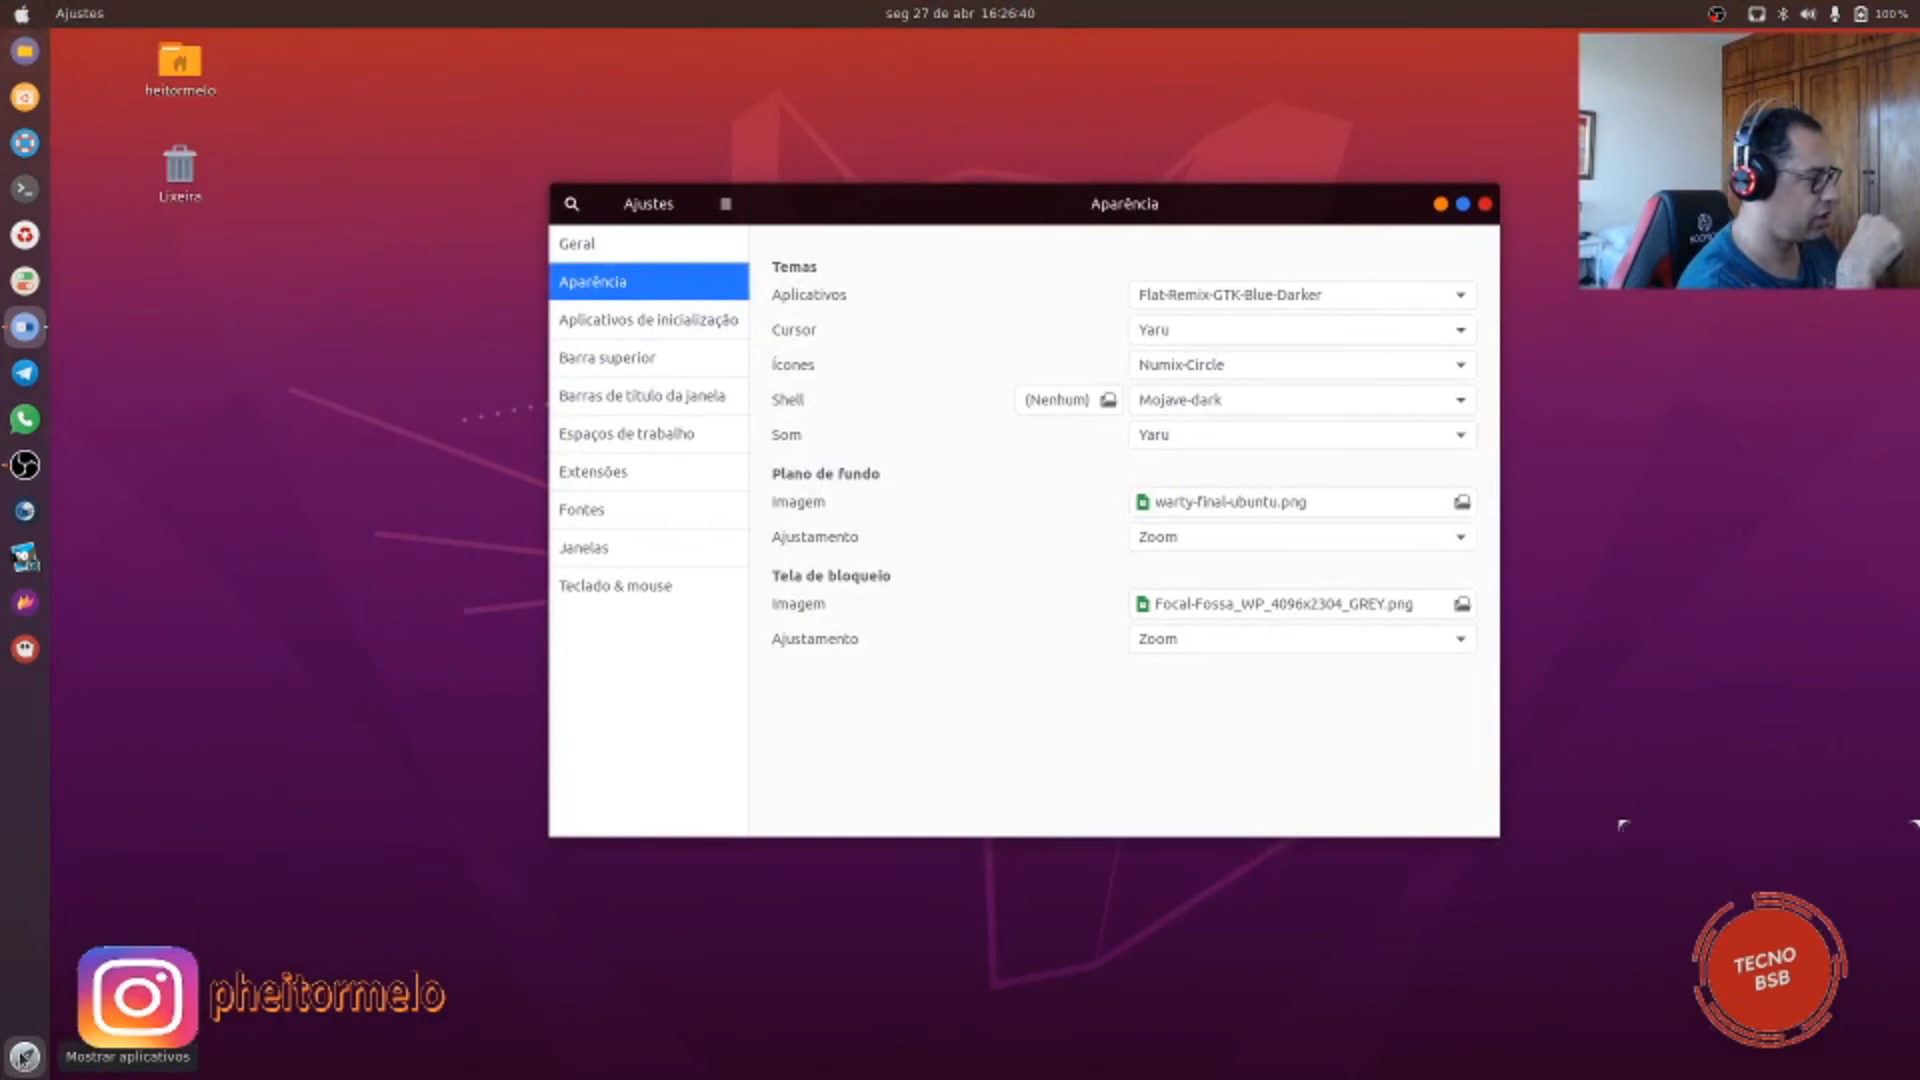 Ajustes
seg 27 de abr 16:26:40
100%
heitormelo
Lixeira
Ajustes
Aparência
Geral
Aparência
Aplicativos de inicialização
Barra superior
Barras de título da janela
Espaços de trabalho
Extensões
Fontes
Janelas
Teclado & mouse
Temas
Aplicativos
Flat-Remix-GTK-Blue-Darker
Cursor
Yaru
Ícones
Numix-Circle
Shell
(Nenhum)
Mojave-dark
Som
Yaru
Plano de fundo
Imagem
warty-final-ubuntu.png
Ajustamento
Zoom
Tela de bloqueio
Imagem
Focal-Fossa_WP_4096x2304_GREY.png
Ajustamento
Zoom
pheitormelo
Mostrar aplicativos
TECNO
BSB